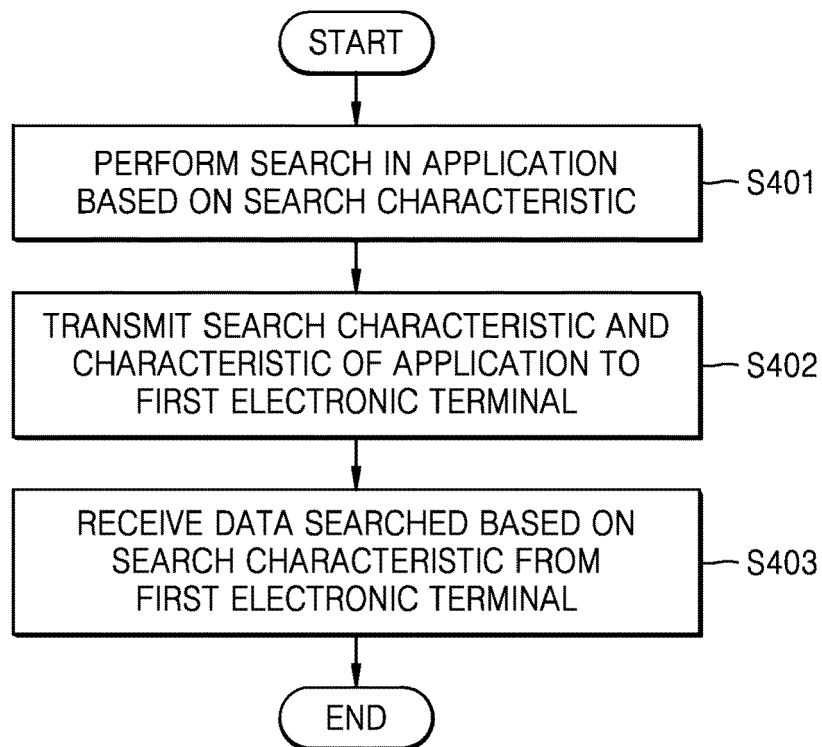 START
PERFORM SEARCH IN APPLICATION
BASED ON SEARCH CHARACTERISTIC
S401
TRANSMIT SEARCH CHARACTERISTIC AND
CHARACTERISTIC OF APPLICATION TO
FIRST ELECTRONIC TERMINAL
S402
RECEIVE DATA SEARCHED BASED ON
SEARCH CHARACTERISTIC FROM
FIRST ELECTRONIC TERMINAL
S403
END